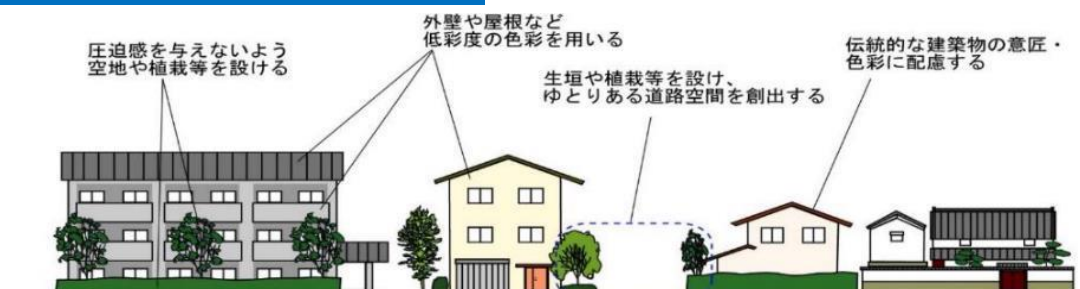 圧迫感を与えないよう
空地や植栽等を設ける
外壁や屋根など
低彩度の色彩を用いる
生垣や植栽等を設け、
ゆとりある道路空間を創出する
伝統的な建築物の意匠・
色彩に配慮する